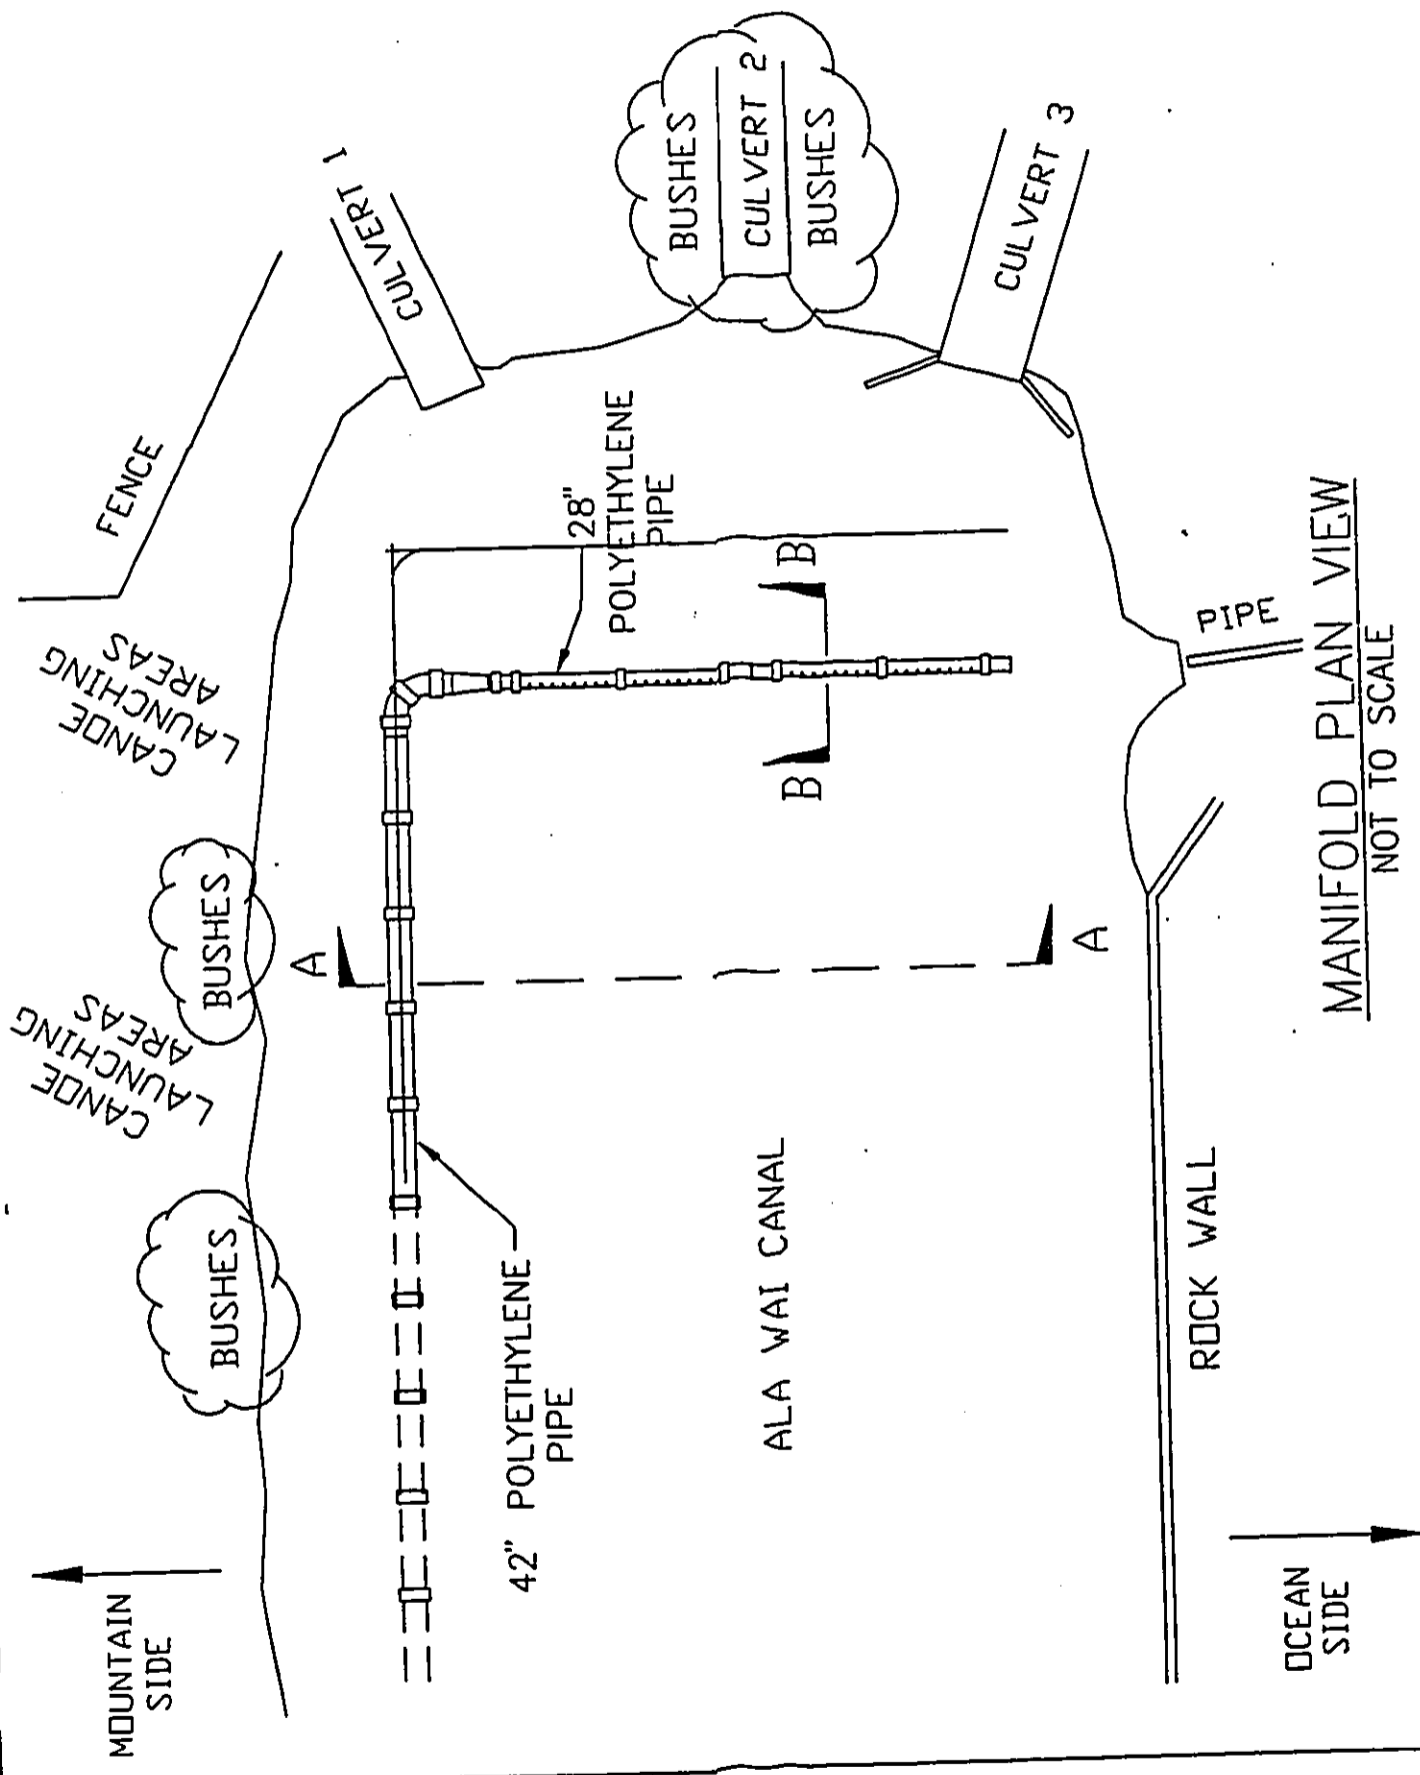 MOUNTAIN
SIDE
BUSHES
CANOE
LAUNCHING
AREAS
BUSHES
CANOE
LAUNCHING
AREAS
FENCE
CULVERT 1
BUSHES
CULVERT 2
BUSHES
CULVERT 3
28"
POLYETHYLENE
PIPE
B
B
A
A
42" POLYETHYLENE
PIPE
ALA WAI CANAL
ROCK WALL
PIPE
OCEAN
SIDE
MANIFOLD PLAN VIEW
NOT TO SCALE